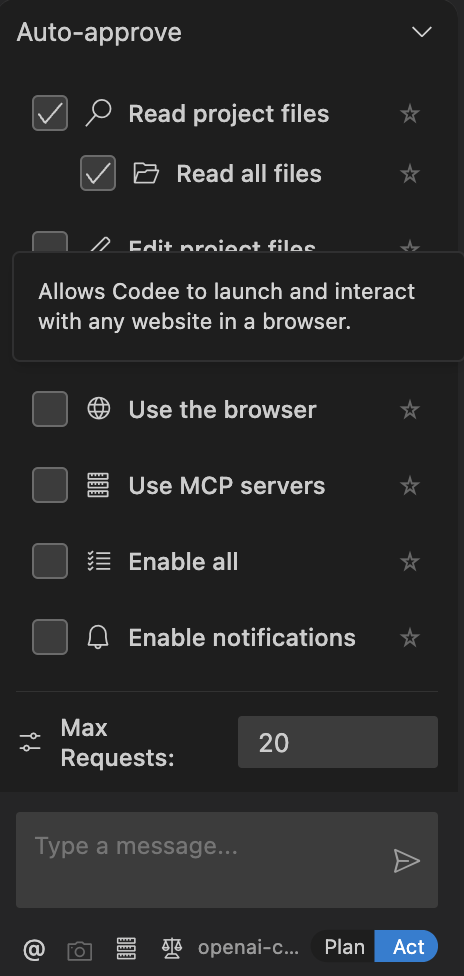 Auto-approve
Read project files
Read all files
Edit project files
Allows Codee to launch and interact
with any website in a browser.
Use the browser
Use MCP servers
Enable all
Enable notifications
Max
Requests:
20
Type a message...
@
openai-c...
Plan
Act